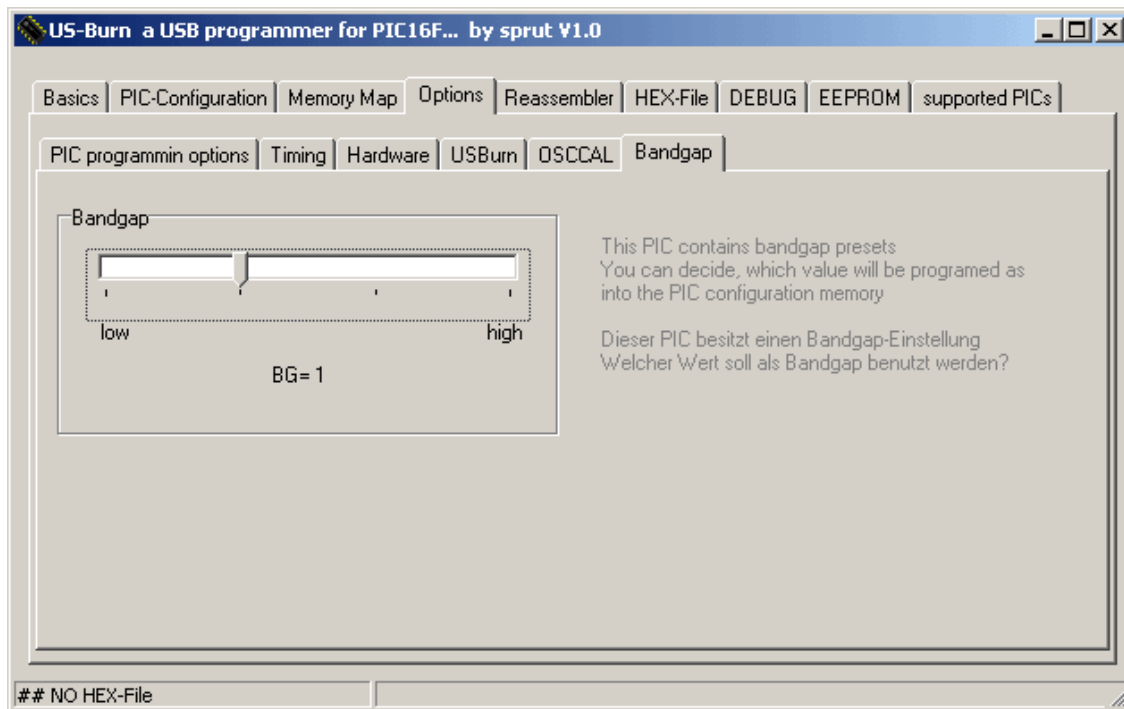 US-Burn a USB programmer for PIC16F... by sprut V1.0
Basics PIC-Configuration Memory Map Options Reassembler HEX-File DEBUG EEPROM supported PICs
PIC programmin options Timing Hardware USBurn OSCCAL Bandgap
Bandgap
low high
BG= 1
This PIC contains bandgap presets
You can decide, which value will be programed as
into the PIC configuration memory
Dieser PIC besitzt einen Bandgap-Einstellung
Welcher Wert soll als Bandgap benutzt werden?
## NO HEX-File